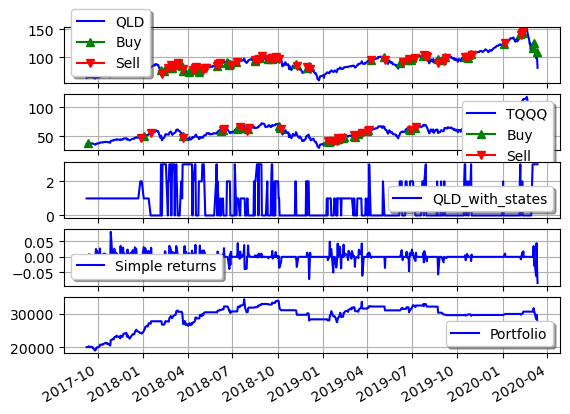 QLD
Buy
Sell
150
100
TQQQ
Buy
Sell
100
50
QLD_with_states
2
0
Simple returns
0.05
0.00
−0.05
Portfolio
30000
20000
2017-10
2018-01
2018-04
2018-07
2018-10
2019-01
2019-04
2019-07
2019-10
2020-01
2020-04